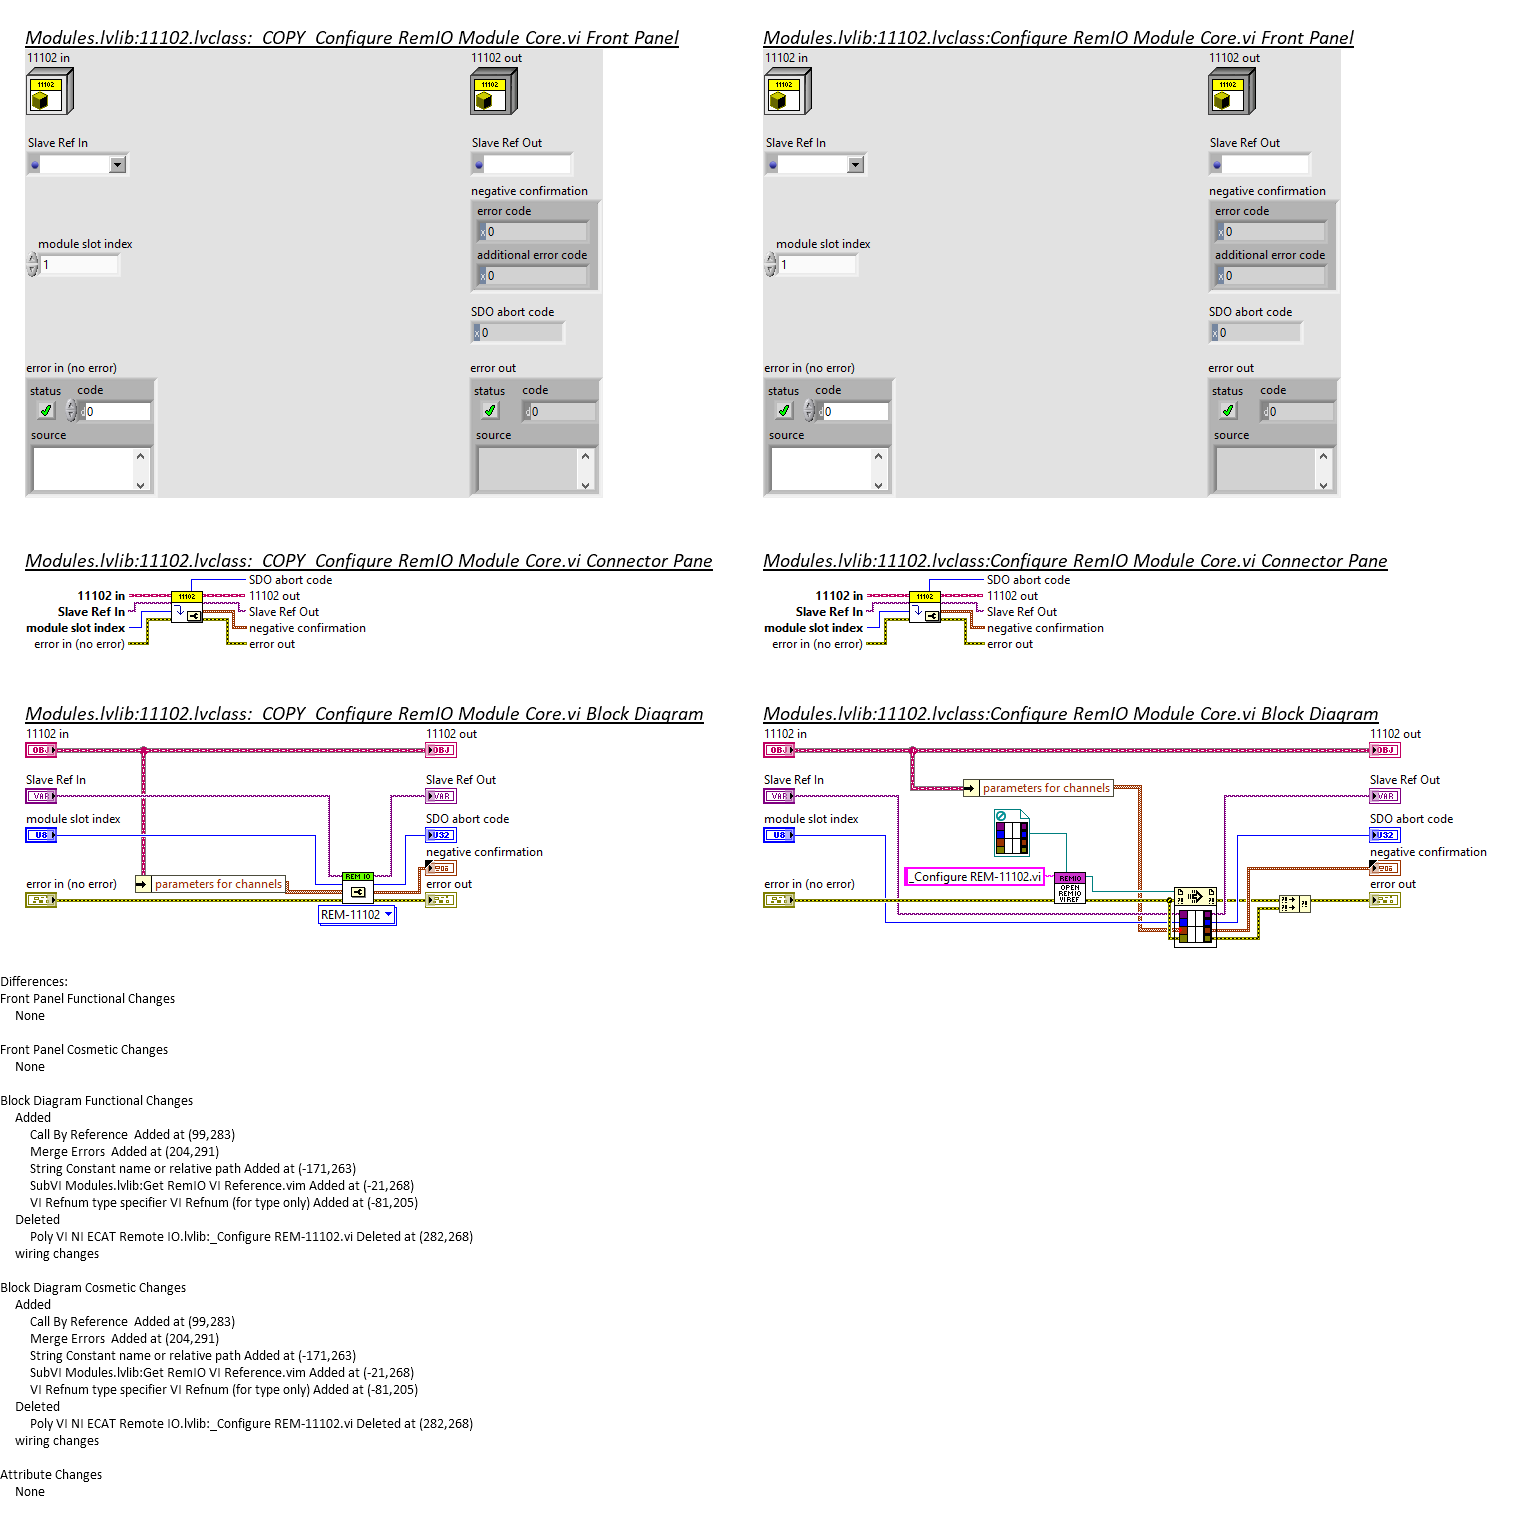 Modules.lvlib:11102.lvclass:  COPY  Configure RemIO Module Core.vi Front Panel
11102 in
11102 out
11102
11102
Slave Ref In
Slave Ref Out
negative confirmation
error code
x 0
additional error code
x 0
module slot index
1
SDO abort code
x 0
error in (no error)
error out
status code
d 0
source
status code
d 0
source
Modules.lvlib:11102.lvclass:Configure RemIO Module Core.vi Front Panel
11102 in
11102 out
11102
11102
Slave Ref In
Slave Ref Out
negative confirmation
error code
x 0
additional error code
x 0
module slot index
1
SDO abort code
x 0
error in (no error)
error out
status code
d 0
source
status code
d 0
source
Modules.lvlib:11102.lvclass:  COPY  Configure RemIO Module Core.vi Connector Pane
SDO abort code
11102 in 11102 11102 out
Slave Ref In Slave Ref Out
module slot index negative confirmation
error in (no error) error out
Modules.lvlib:11102.lvclass:Configure RemIO Module Core.vi Connector Pane
SDO abort code
11102 in 11102 11102 out
Slave Ref In Slave Ref Out
module slot index negative confirmation
error in (no error) error out
Modules.lvlib:11102.lvclass:  COPY  Configure RemIO Module Core.vi Block Diagram
11102 in
OBJ
11102 out
OBJ
Slave Ref In
VAR
Slave Ref Out
VAR
module slot index
U8
SDO abort code
U32
negative confirmation
error in (no error)
parameters for channels
REM IO
error out
REM-11102
Modules.lvlib:11102.lvclass:Configure RemIO Module Core.vi Block Diagram
11102 in
OBJ
11102 out
OBJ
Slave Ref In
VAR
parameters for channels
Slave Ref Out
VAR
module slot index
U8
SDO abort code
U32
negative confirmation
_Configure REM-11102.vi
REMIO
OPEN
REMIO
VI REF
error in (no error)
error out
Differences:
Front Panel Functional Changes
None
Front Panel Cosmetic Changes
None
Block Diagram Functional Changes
Added
Call By Reference  Added at (99,283)
Merge Errors  Added at (204,291)
String Constant name or relative path Added at (-171,263)
SubVI Modules.lvlib:Get RemIO VI Reference.vim Added at (-21,268)
VI Refnum type specifier VI Refnum (for type only) Added at (-81,205)
Deleted
Poly VI NI ECAT Remote IO.lvlib:_Configure REM-11102.vi Deleted at (282,268)
wiring changes
Block Diagram Cosmetic Changes
Added
Call By Reference  Added at (99,283)
Merge Errors  Added at (204,291)
String Constant name or relative path Added at (-171,263)
SubVI Modules.lvlib:Get RemIO VI Reference.vim Added at (-21,268)
VI Refnum type specifier VI Refnum (for type only) Added at (-81,205)
Deleted
Poly VI NI ECAT Remote IO.lvlib:_Configure REM-11102.vi Deleted at (282,268)
wiring changes
Attribute Changes
None